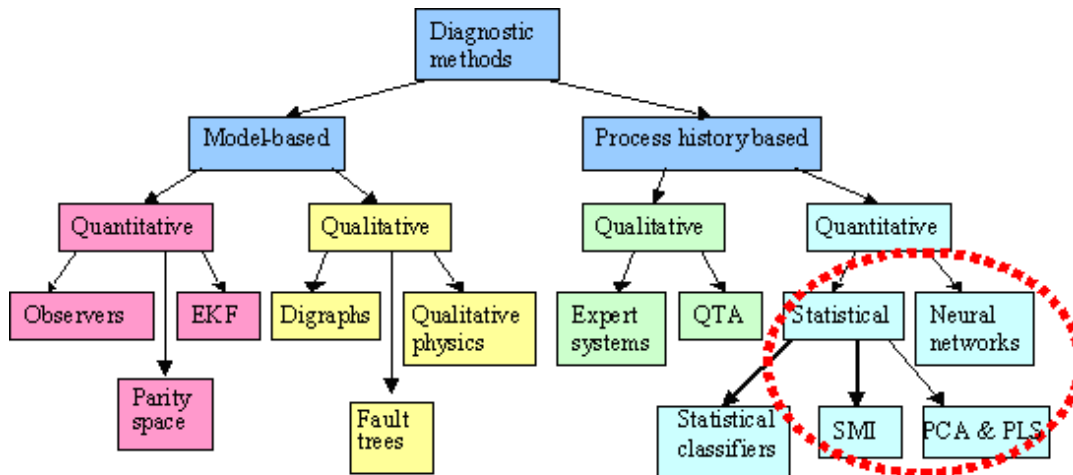 Diagnostic
methods
Model-based
Process history based
Quantitative
Qualitative
Qualitative
Quantitative
Observers
EKF
Digraphs
Qualitative
physics
Expert
systems
QTA
Statistical
Neural
networks
Parity
space
Fault
trees
Statistical
classifiers
SMI
PCA & PLS